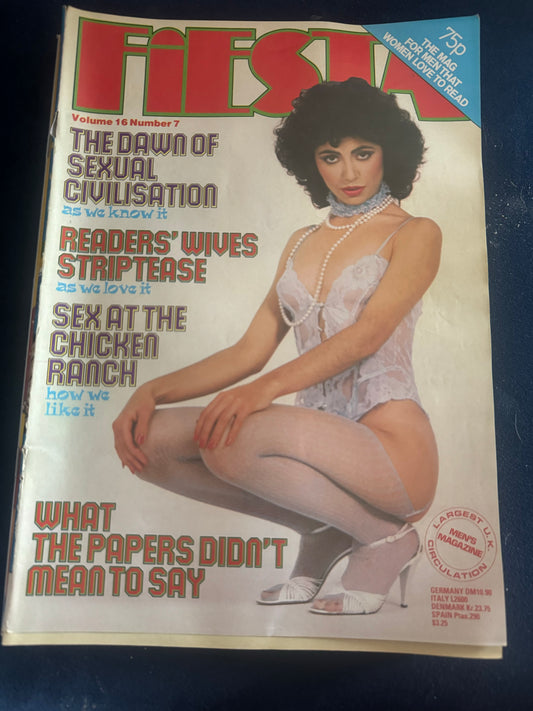 FiESTA
75p
THE MAG
FOR MEN THAT
WOMEN LOVE TO READ
Volume 16 Number 7
THE DAWN OF
SEXUAL
CIVILISATION
as we know it
READERS' WIVES
STRIPTEASE
as we love it
SEX AT THE
CHICKEN
RANCH
how we
like it
WHAT
THE PAPERS DIDN'T
MEAN TO SAY
LARGEST U.K.
MEN'S
MAGAZINE
CIRCULATION
GERMANY DM10.90
ITALY L2600
DENMARK Kr.23.75
SPAIN Ptas.290
$3.25